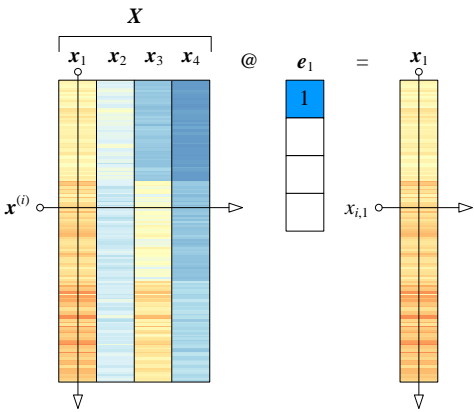 X
x₁ x₂ x₃ x₄ @ e₁ = x₁
1
x⁽ⁱ⁾ xᵢ,₁